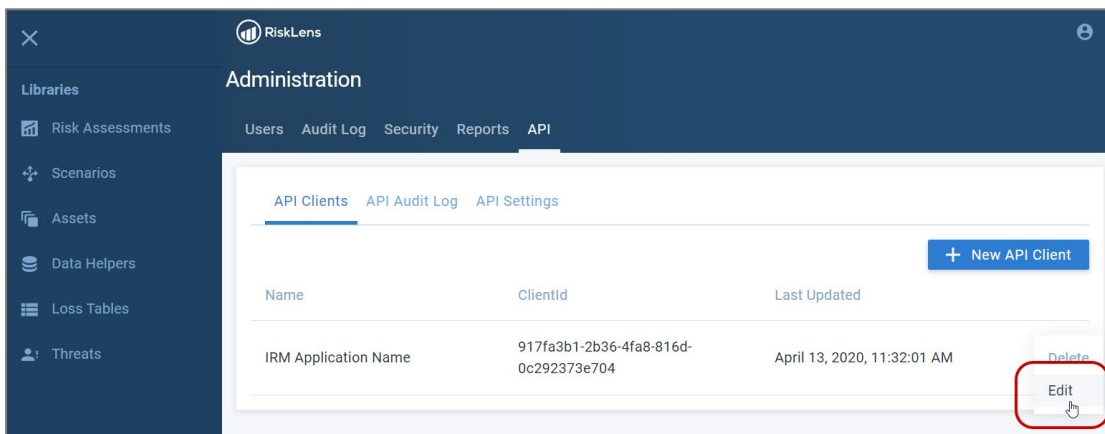 RiskLens
Administration
Libraries
Risk Assessments
Users Audit Log Security Reports API
Scenarios
API Clients API Audit Log API Settings
Assets
Data Helpers
+ New API Client
Name ClientId Last Updated
Loss Tables
Threats
IRM Application Name 917fa3b1-2b36-4fa8-816d-0c292373e704 April 13, 2020, 11:32:01 AM Delete
Edit